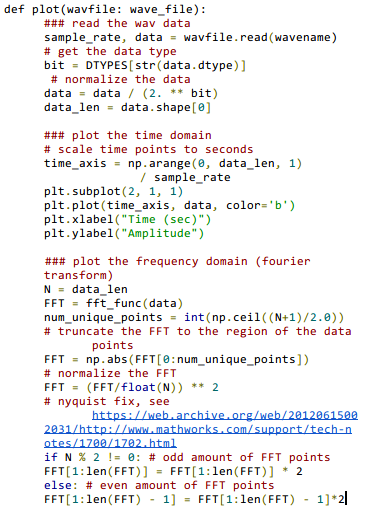 def plot(wavfile: wave_file):
### read the wav data
sample_rate, data = wavfile.read(wavename)
# get the data type
bit = DTYPES[str(data.dtype)]
# normalize the data
data = data / (2. ** bit)
data_len = data.shape[0]
### plot the time domain
# scale time points to seconds
time_axis = np.arange(0, data_len, 1)
/ sample_rate
plt.subplot(2, 1, 1)
plt.plot(time_axis, data, color='b')
plt.xlabel("Time (sec)")
plt.ylabel("Amplitude")
### plot the frequency domain (fourier
transform)
N = data_len
FFT = fft_func(data)
num_unique_points = int(np.ceil((N+1)/2.0))
# truncate the FFT to the region of the data
points
FFT = np.abs(FFT[0:num_unique_points])
# normalize the FFT
FFT = (FFT/float(N)) ** 2
# nyquist fix, see
https://web.archive.org/web/2012061500
2031/http://www.mathworks.com/support/tech-n
otes/1700/1702.html
if N % 2 != 0: # odd amount of FFT points
FFT[1:len(FFT)] = FFT[1:len(FFT)] * 2
else: # even amount of FFT points
FFT[1:len(FFT) - 1] = FFT[1:len(FFT) - 1]*2